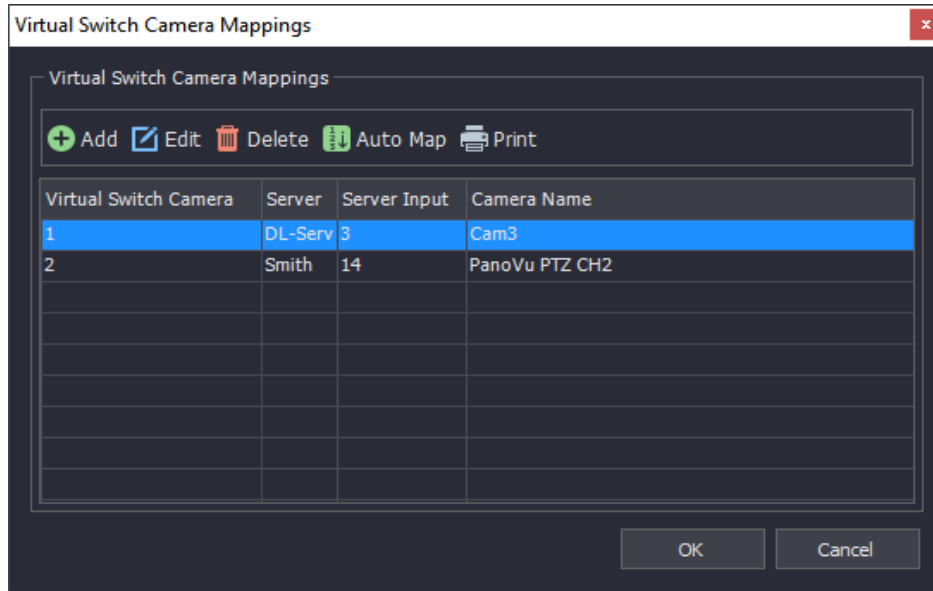 Virtual Switch Camera Mappings
x
Virtual Switch Camera Mappings
Add Edit Delete Auto Map Print
Virtual Switch Camera Server Server Input Camera Name
1 DL-Serv 3 Cam3
2 Smith 14 PanoVu PTZ CH2
OK Cancel